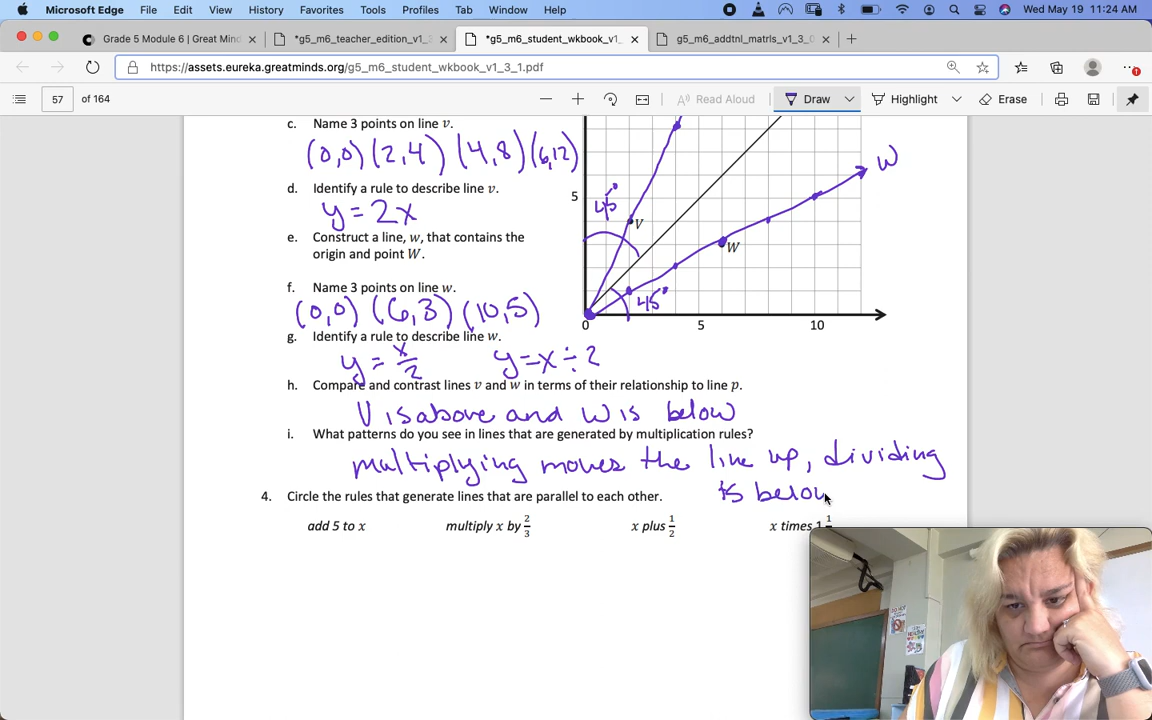 Microsoft Edge File Edit View History Favorites Tools Profiles Tab Window Help Wed May 19 11:24 AM
Grade 5 Module 6 | Great Mind *g5_m6_teacher_edition_v1_3 *g5_m6_student_wkbook_v1_ g5_m6_addtnl_matrls_v1_3_0
https://assets.eureka.greatminds.org/g5_m6_student_wkbook_v1_3_1.pdf
57 of 164 Read Aloud Draw Highlight Erase
c. Name 3 points on line v.
(0,0) (2,4) (4,8) (6,12)
d. Identify a rule to describe line v.
y = 2x
e. Construct a line, w, that contains the
origin and point W.
f. Name 3 points on line w.
(0,0) (6,3) (10,5)
g. Identify a rule to describe line w.
y = x/2 y = x ÷ 2
W
5
45°
V
W
45°
0 5 10
h. Compare and contrast lines v and w in terms of their relationship to line p.
V is above and W is below
i. What patterns do you see in lines that are generated by multiplication rules?
multiplying moves the line up, dividing
is below
4. Circle the rules that generate lines that are parallel to each other.
add 5 to x multiply x by 2/3 x plus 1/2 x times 1